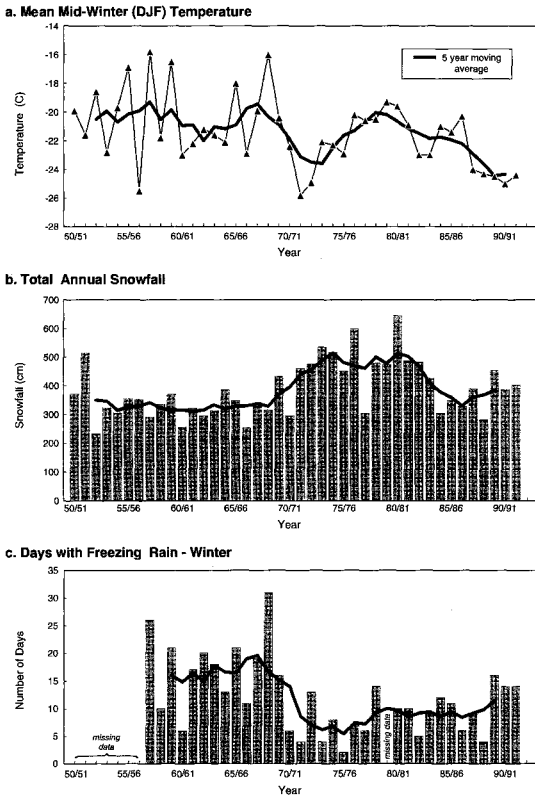 a. Mean Mid-Winter (DJF) Temperature
-14
-16
-18
-20
-22
-24
-26
-28
Temperature (C)
5 year moving
average
50/51 55/56 60/61 65/66 70/71 75/76 80/81 85/86 90/91
Year
b. Total Annual Snowfall
700
600
500
400
300
200
100
0
Snowfall (cm)
50/51 55/56 60/61 65/66 70/71 75/76 80/81 85/86 90/91
Year
c. Days with Freezing Rain - Winter
35
30
25
20
15
10
5
0
Number of Days
missing
data
missing data
50/51 55/56 60/61 65/66 70/71 75/76 80/81 85/86 90/91
Year